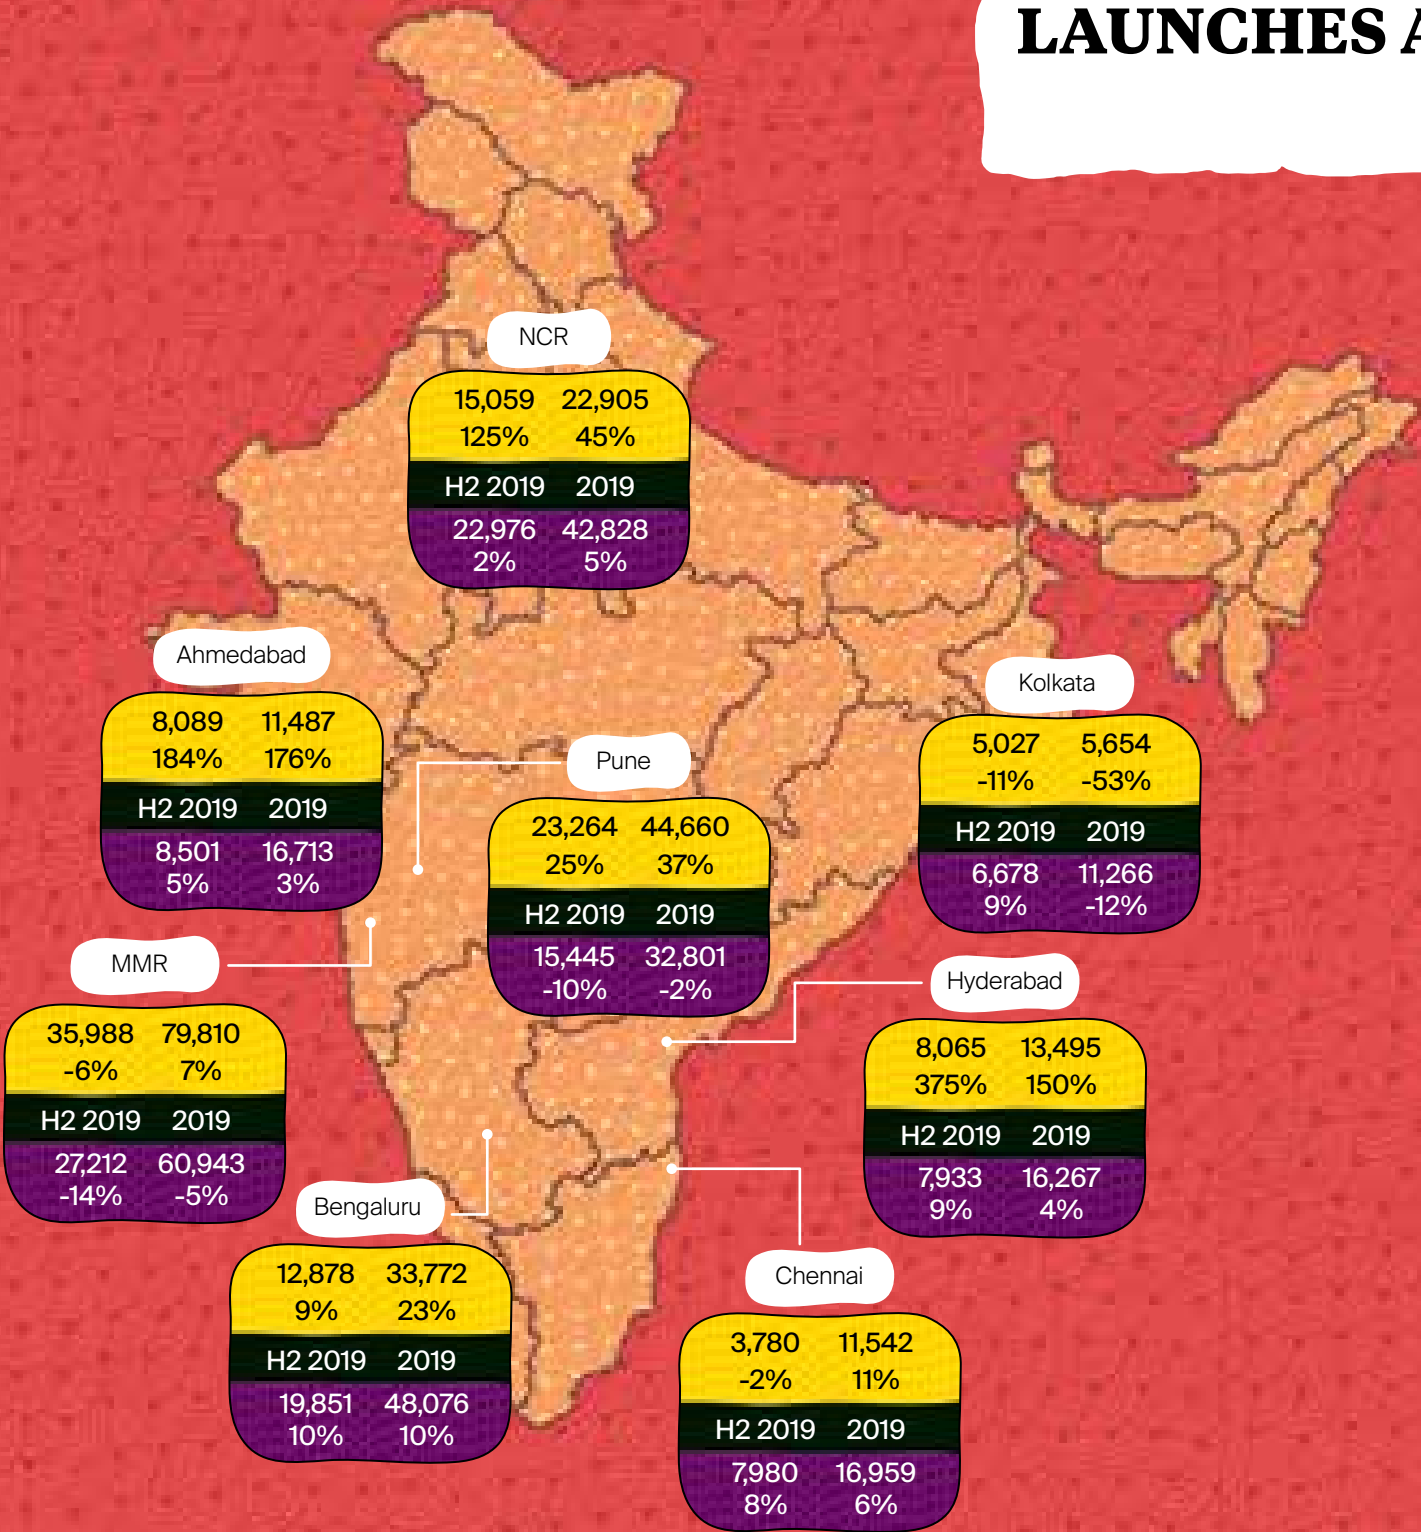 LAUNCHES A
NCR
15,059 22,905
125% 45%
H2 2019 2019
22,976 42,828
2% 5%
Ahmedabad
8,089 11,487
184% 176%
H2 2019 2019
8,501 16,713
5% 3%
Pune
23,264 44,660
25% 37%
H2 2019 2019
15,445 32,801
-10% -2%
Kolkata
5,027 5,654
-11% -53%
H2 2019 2019
6,678 11,266
9% -12%
MMR
35,988 79,810
-6% 7%
H2 2019 2019
27,212 60,943
-14% -5%
Hyderabad
8,065 13,495
375% 150%
H2 2019 2019
7,933 16,267
9% 4%
Bengaluru
12,878 33,772
9% 23%
H2 2019 2019
19,851 48,076
10% 10%
Chennai
3,780 11,542
-2% 11%
H2 2019 2019
7,980 16,959
8% 6%